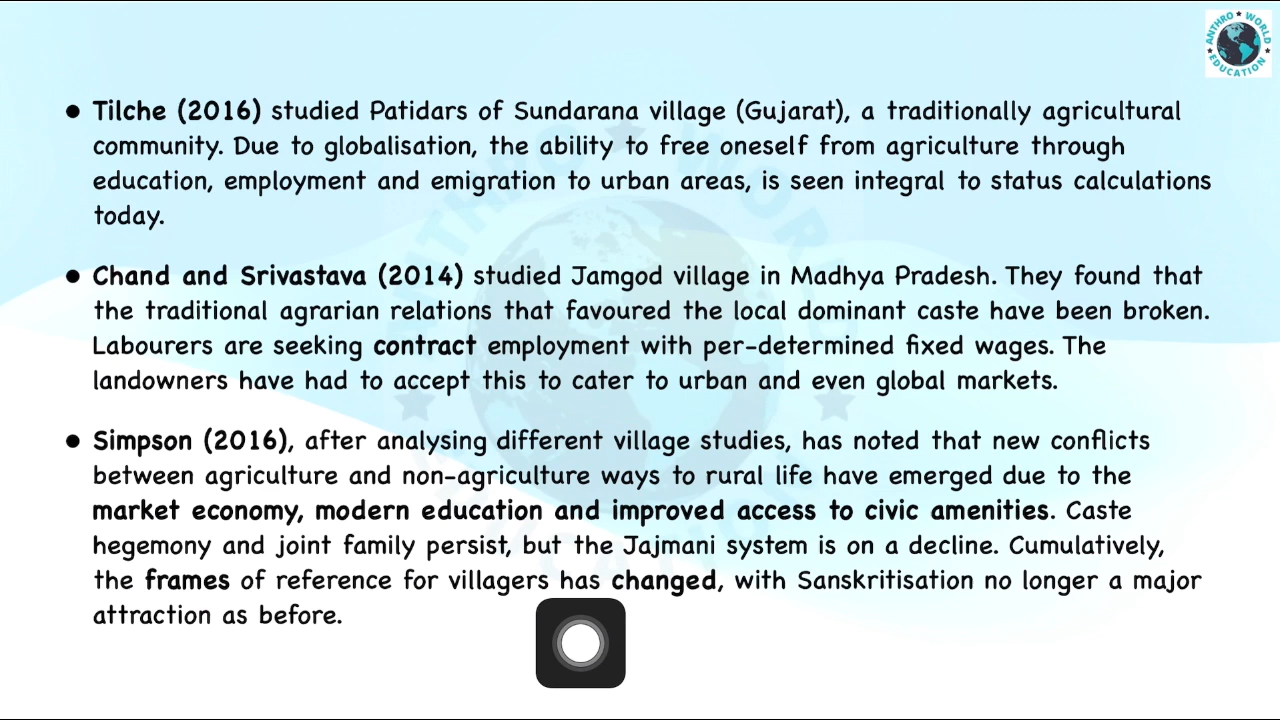 ANTHRO WORLD
EDUCATION
● Tilche (2016) studied Patidars of Sundarana village (Gujarat), a traditionally agricultural
community. Due to globalisation, the ability to free oneself from agriculture through
education, employment and emigration to urban areas, is seen integral to status calculations
today.
● Chand and Srivastava (2014) studied Jamgod village in Madhya Pradesh. They found that
the traditional agrarian relations that favoured the local dominant caste have been broken.
Labourers are seeking contract employment with per-determined fixed wages. The
landowners have had to accept this to cater to urban and even global markets.
● Simpson (2016), after analysing different village studies, has noted that new conflicts
between agriculture and non-agriculture ways to rural life have emerged due to the
market economy, modern education and improved access to civic amenities. Caste
hegemony and joint family persist, but the Jajmani system is on a decline. Cumulatively,
the frames of reference for villagers has changed, with Sanskritisation no longer a major
attraction as before.